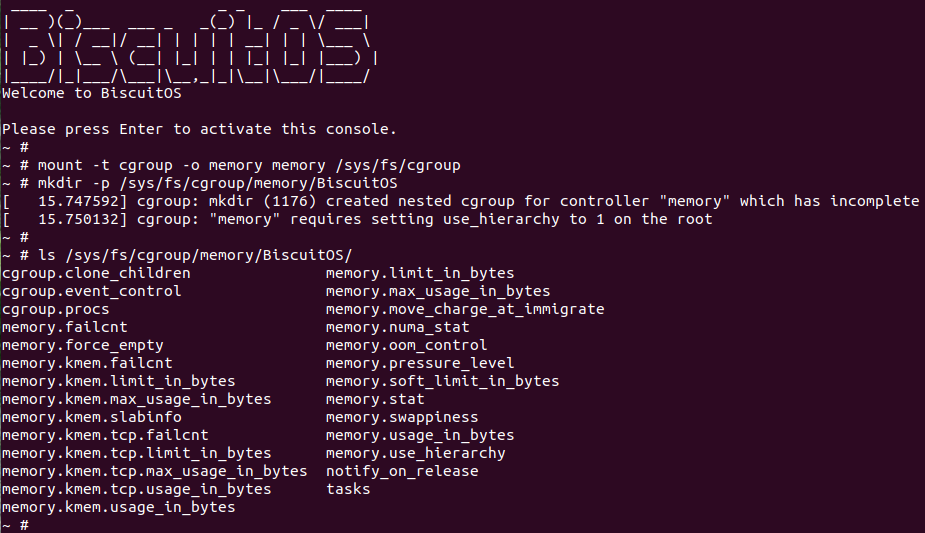 BiscuitOS
Welcome to BiscuitOS
Please press Enter to activate this console.
~ #
~ # mount -t cgroup -o memory memory /sys/fs/cgroup
~ # mkdir -p /sys/fs/cgroup/memory/BiscuitOS
[   15.747592] cgroup: mkdir (1176) created nested cgroup for controller "memory" which has incomplete
[   15.750132] cgroup: "memory" requires setting use_hierarchy to 1 on the root
~ #
~ # ls /sys/fs/cgroup/memory/BiscuitOS/
cgroup.clone_children               memory.limit_in_bytes
cgroup.event_control                memory.max_usage_in_bytes
cgroup.procs                        memory.move_charge_at_immigrate
memory.failcnt                      memory.numa_stat
memory.force_empty                  memory.oom_control
memory.kmem.failcnt                 memory.pressure_level
memory.kmem.limit_in_bytes          memory.soft_limit_in_bytes
memory.kmem.max_usage_in_bytes      memory.stat
memory.kmem.slabinfo                memory.swappiness
memory.kmem.tcp.failcnt             memory.usage_in_bytes
memory.kmem.tcp.limit_in_bytes      memory.use_hierarchy
memory.kmem.tcp.max_usage_in_bytes  notify_on_release
memory.kmem.tcp.usage_in_bytes      tasks
memory.kmem.usage_in_bytes
~ #